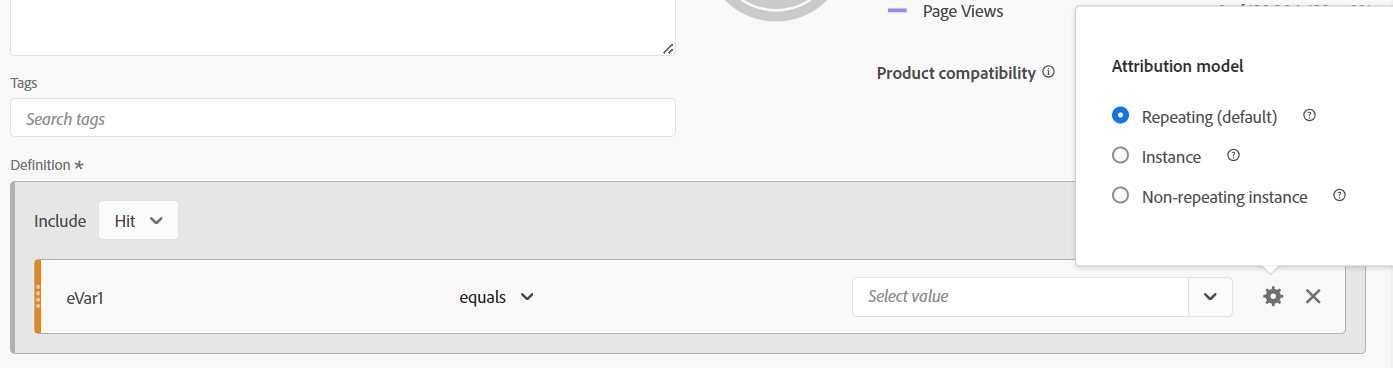 Page Views
Tags
Search tags
Product compatibility
Attribution model
Repeating (default)
Instance
Non-repeating instance
Definition *
Include Hit
eVar1 equals Select value